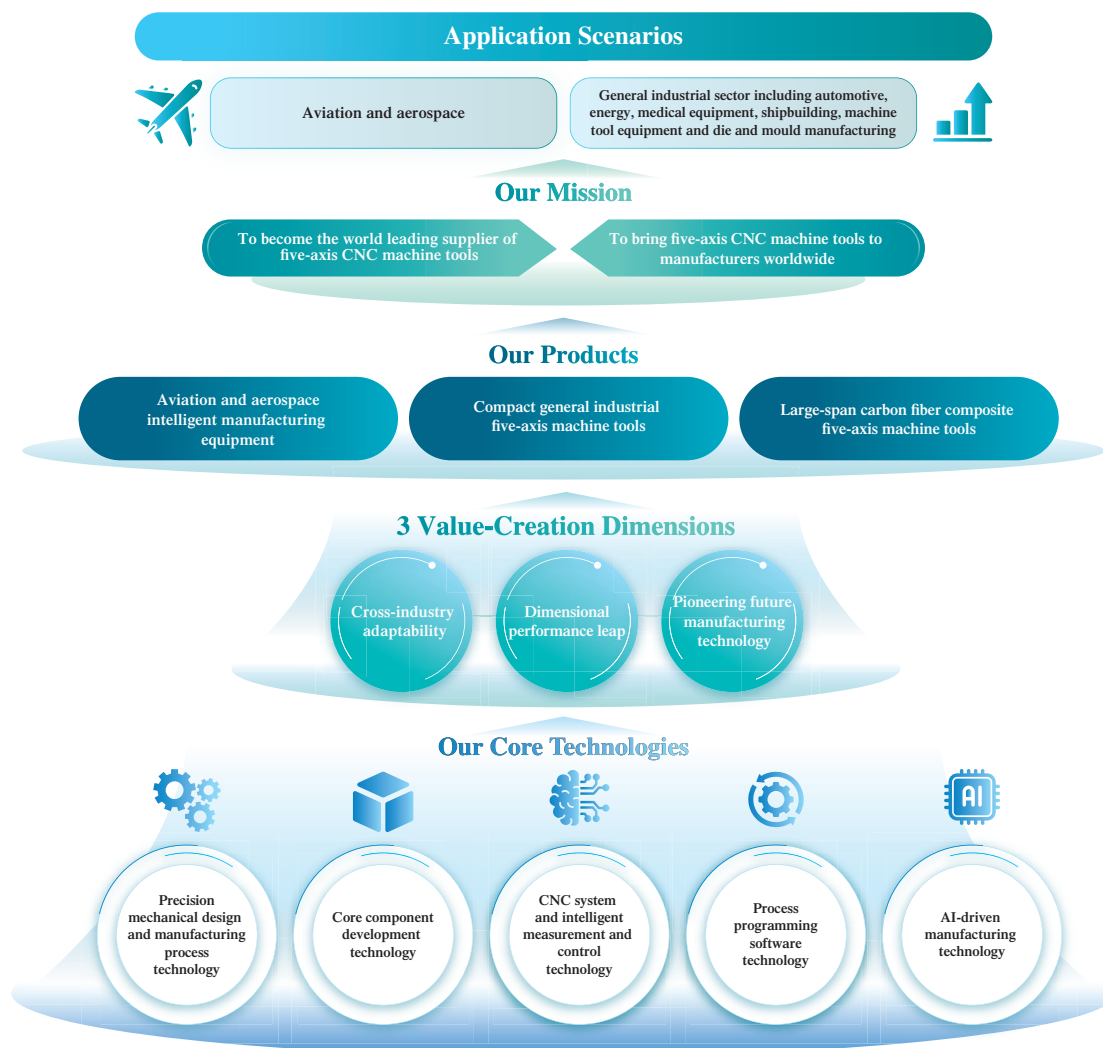 Application Scenarios
Aviation and aerospace
General industrial sector including automotive,
energy, medical equipment, shipbuilding, machine
tool equipment and die and mould manufacturing
Our Mission
To become the world leading supplier of
five-axis CNC machine tools
To bring five-axis CNC machine tools to
manufacturers worldwide
Our Products
Aviation and aerospace
intelligent manufacturing
equipment
Compact general industrial
five-axis machine tools
Large-span carbon fiber composite
five-axis machine tools
3 Value-Creation Dimensions
Cross-industry
adaptability
Dimensional
performance leap
Pioneering future
manufacturing
technology
Our Core Technologies
AI
Precision
mechanical design
and manufacturing
process
technology
Core component
development
technology
CNC system
and intelligent
measurement and
control
technology
Process
programming
software
technology
AI-driven
manufacturing
technology